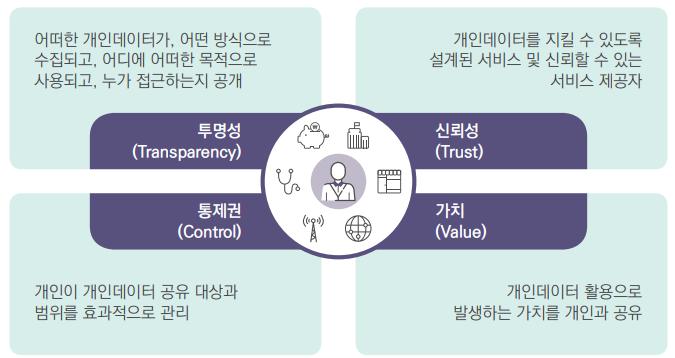 어떠한 개인데이터가, 어떤 방식으로
수집되고, 어디에 어떠한 목적으로
사용되고, 누가 접근하는지 공개
개인데이터를 지킬 수 있도록
설계된 서비스 및 신뢰할 수 있는
서비스 제공자
투명성
(Transparency)
신뢰성
(Trust)
통제권
(Control)
가치
(Value)
개인이 개인데이터 공유 대상과
범위를 효과적으로 관리
개인데이터 활용으로
발생하는 가치를 개인과 공유